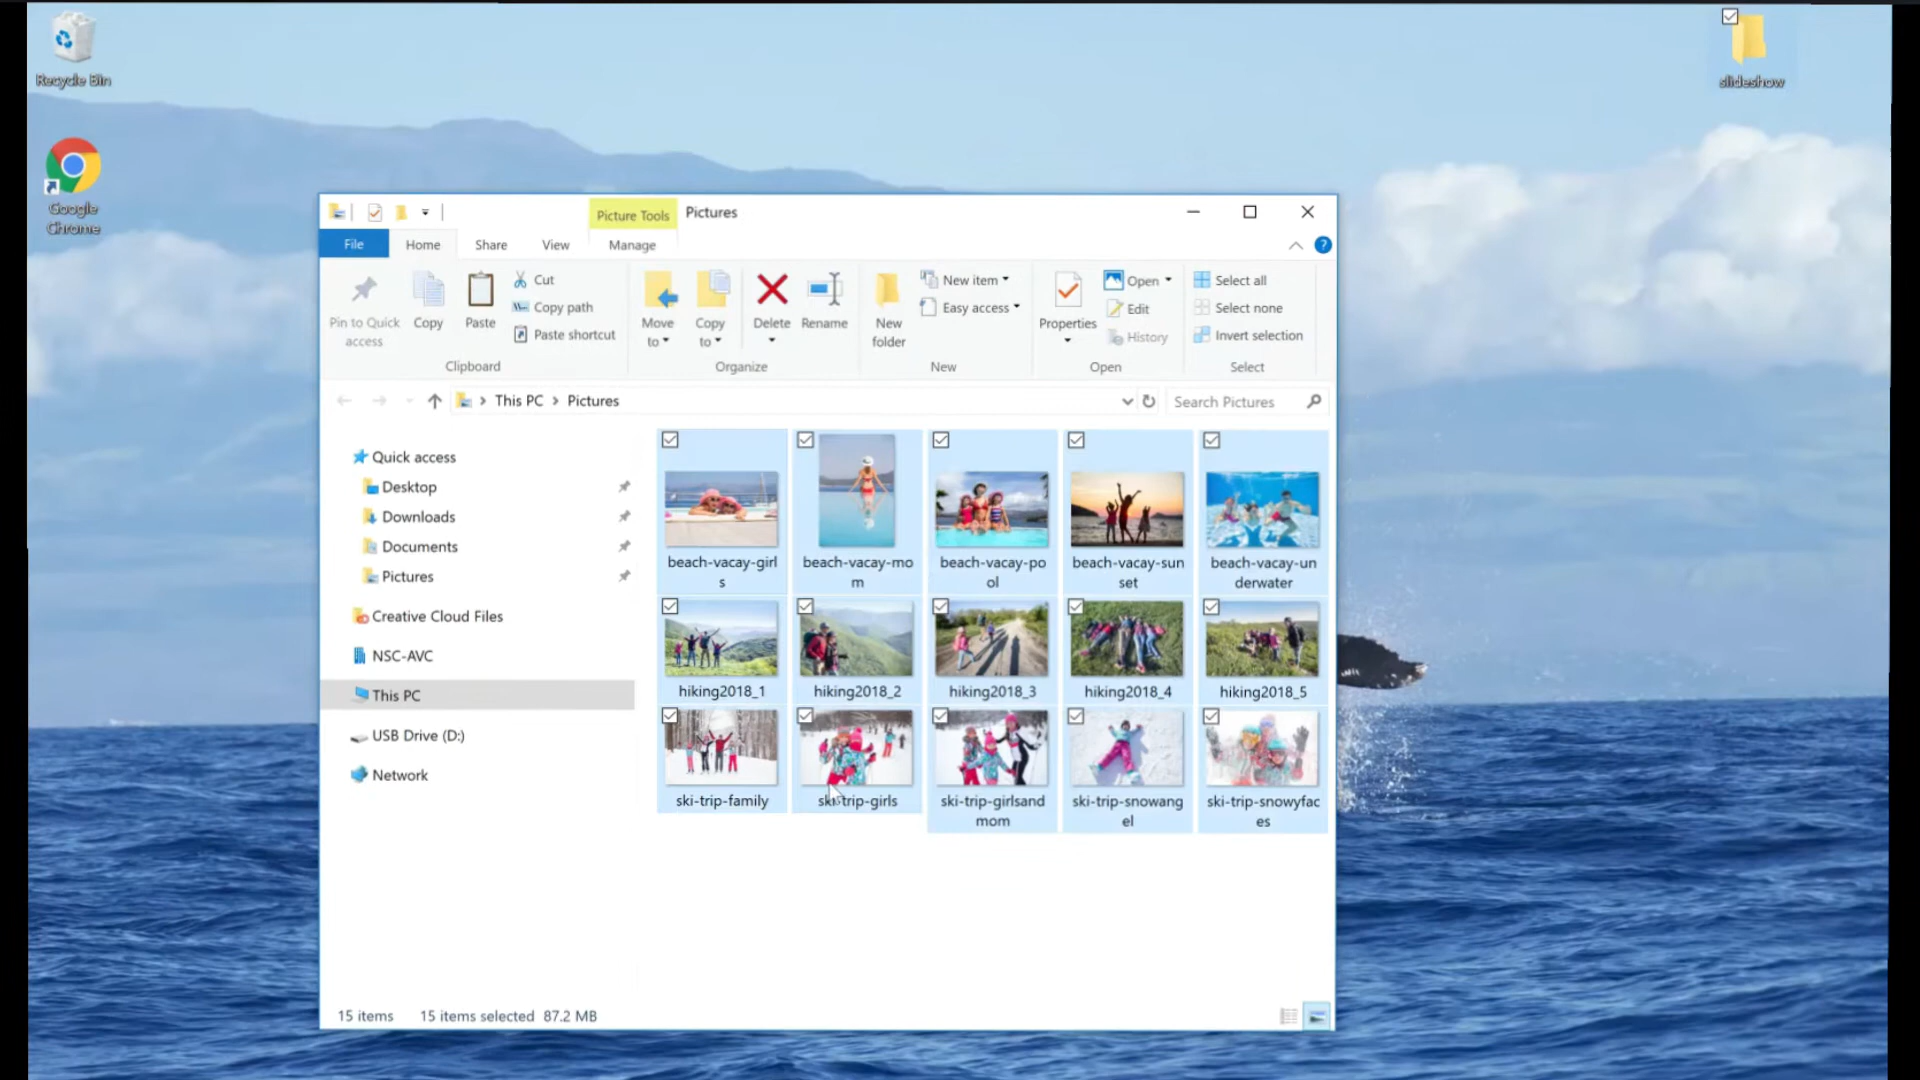 Recycle Bin
slideshow
Google
Chrome
Picture Tools
Pictures
File
Home
Share
View
Manage
Pin to Quick
access
Copy
Paste
Cut
Copy path
Paste shortcut
Clipboard
Move
to
Copy
to
Delete
Rename
Organize
New
folder
New item
Easy access
New
Properties
Open
Edit
History
Open
Select all
Select none
Invert selection
Select
This PC
Pictures
Search Pictures
Quick access
Desktop
Downloads
Documents
Pictures
Creative Cloud Files
NSC-AVC
This PC
USB Drive (D:)
Network
beach-vacay-girl
s
beach-vacay-mo
m
beach-vacay-po
ol
beach-vacay-sun
set
beach-vacay-un
derwater
hiking2018_1
hiking2018_2
hiking2018_3
hiking2018_4
hiking2018_5
ski-trip-family
ski-trip-girls
ski-trip-girlsand
mom
ski-trip-snowang
el
ski-trip-snowyfac
es
15 items
15 items selected 87.2 MB